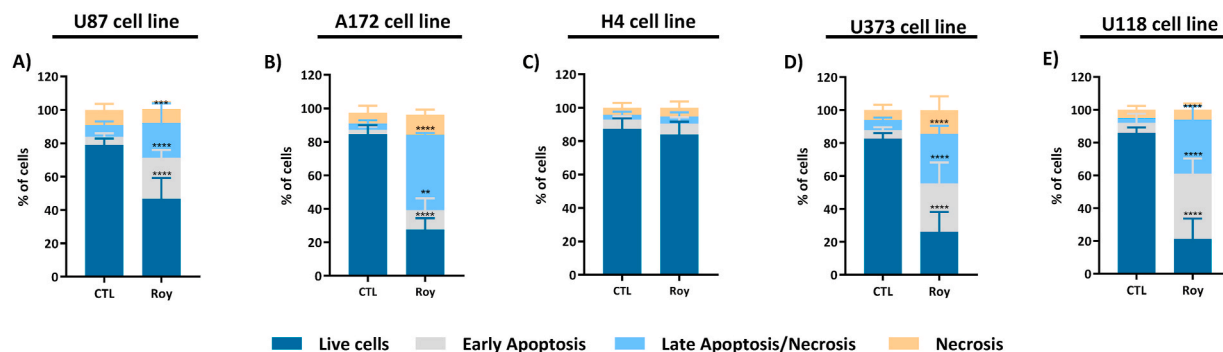 U87 cell line
A172 cell line
H4 cell line
U373 cell line
U118 cell line
A)
% of cells
120
100
80
60
40
20
0
***
****
****
CTL
Roy
B)
% of cells
120
100
80
60
40
20
0
****
**
****
CTL
Roy
C)
% of cells
120
100
80
60
40
20
0
CTL
Roy
D)
% of cells
120
100
80
60
40
20
0
****
****
****
CTL
Roy
E)
% of cells
120
100
80
60
40
20
0
****
****
****
CTL
Roy
Live cells
Early Apoptosis
Late Apoptosis/Necrosis
Necrosis